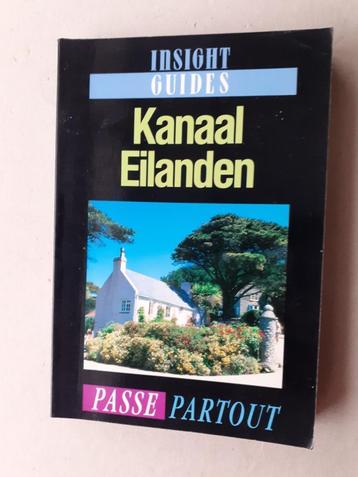 INSIGHT
GUIDES
Kanaal
Eilanden
PASSE PARTOUT